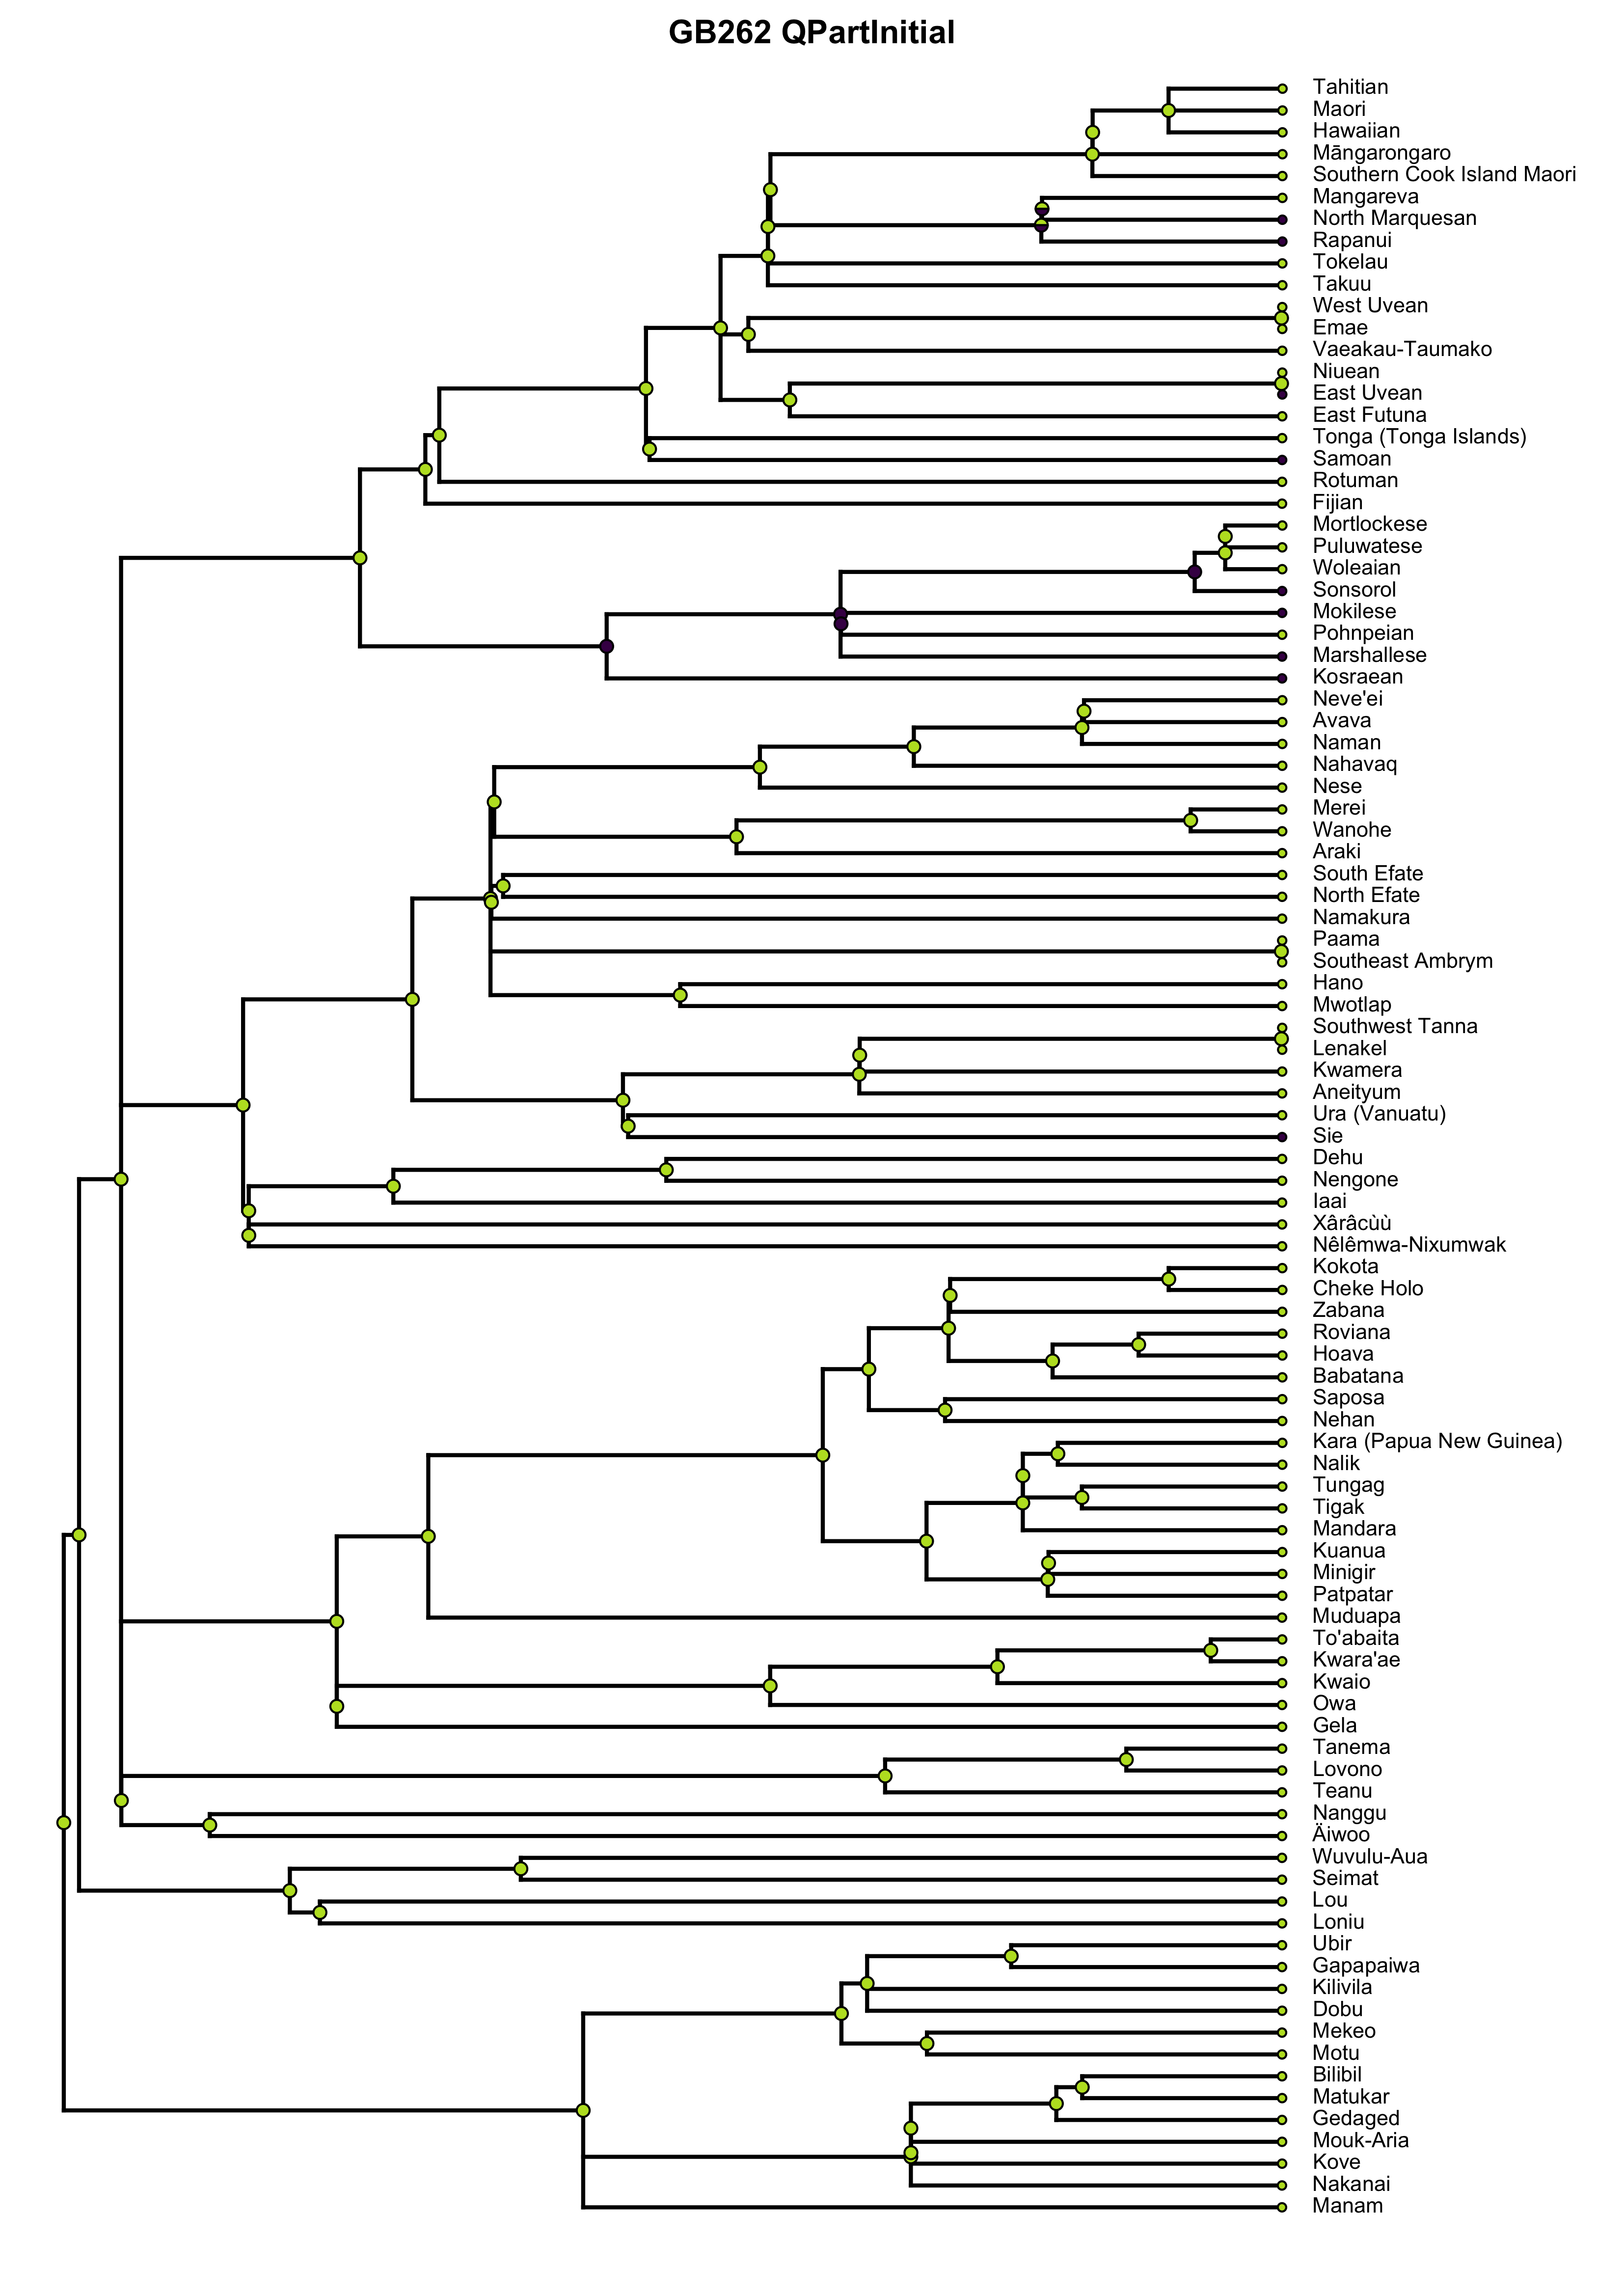 GB262 QPartInitial
Tahitian
Maori
Hawaiian
Māngarongaro
Southern Cook Island Maori
Mangareva
North Marquesan
Rapanui
Tokelau
Takuu
West Uvean
Emae
Vaeakau-Taumako
Niuean
East Uvean
East Futuna
Tonga (Tonga Islands)
Samoan
Rotuman
Fijian
Mortlockese
Puluwatese
Woleaian
Sonsorol
Mokilese
Pohnpeian
Marshallese
Kosraean
Neve'ei
Avava
Naman
Nahavaq
Nese
Merei
Wanohe
Araki
South Efate
North Efate
Namakura
Paama
Southeast Ambrym
Hano
Mwotlap
Southwest Tanna
Lenakel
Kwamera
Aneityum
Ura (Vanuatu)
Sie
Dehu
Nengone
Iaai
Xârâcùù
Nêlêmwa-Nixumwak
Kokota
Cheke Holo
Zabana
Roviana
Hoava
Babatana
Saposa
Nehan
Kara (Papua New Guinea)
Nalik
Tungag
Tigak
Mandara
Kuanua
Minigir
Patpatar
Muduapa
To'abaita
Kwara'ae
Kwaio
Owa
Gela
Tanema
Lovono
Teanu
Nanggu
Äiwoo
Wuvulu-Aua
Seimat
Lou
Loniu
Ubir
Gapapaiwa
Kilivila
Dobu
Mekeo
Motu
Bilibil
Matukar
Gedaged
Mouk-Aria
Kove
Nakanai
Manam